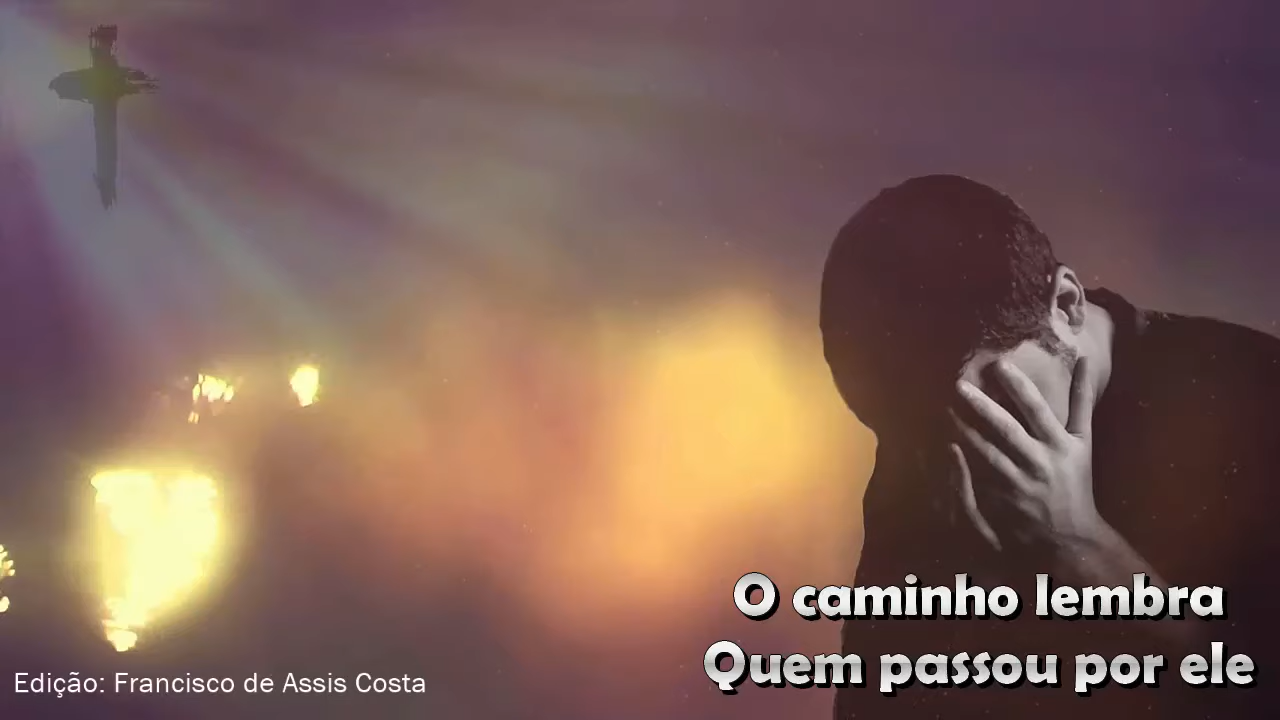 O caminho lembra
Quem passou por ele
Edição: Francisco de Assis Costa